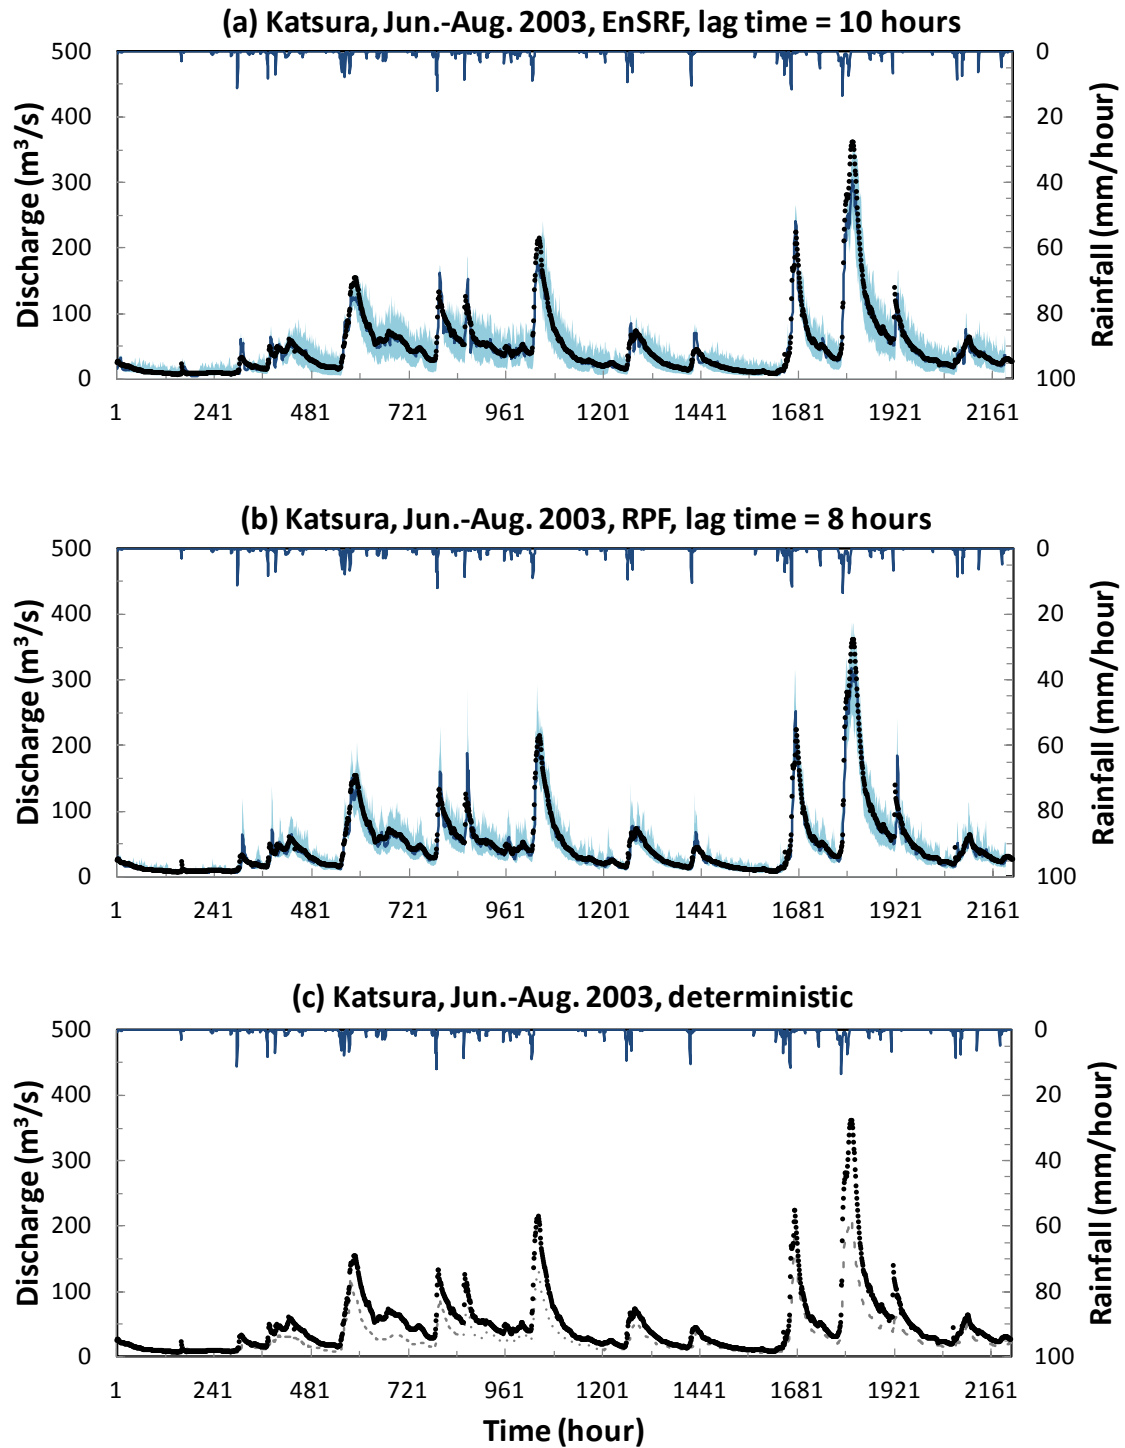 (a) Katsura, Jun.-Aug. 2003, EnSRF, lag time = 10 hours
500 400 300 200 100 0
Discharge (m³/s)
0 20 40 60 80 100
Rainfall (mm/hour)
1 241 481 721 961 1201 1441 1681 1921 2161
(b) Katsura, Jun.-Aug. 2003, RPF, lag time = 8 hours
500 400 300 200 100 0
Discharge (m³/s)
0 20 40 60 80 100
Rainfall (mm/hour)
1 241 481 721 961 1201 1441 1681 1921 2161
(c) Katsura, Jun.-Aug. 2003, deterministic
500 400 300 200 100 0
Discharge (m³/s)
0 20 40 60 80 100
Rainfall (mm/hour)
1 241 481 721 961 1201 1441 1681 1921 2161
Time (hour)